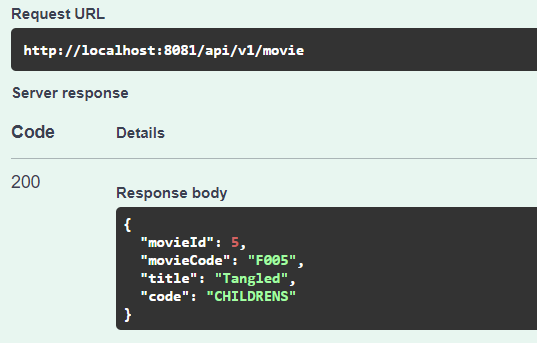 Request URL
http://localhost:8081/api/v1/movie
Server response
Code Details
200
Response body
{
"movieId": 5,
"movieCode": "F005",
"title": "Tangled",
"code": "CHILDRENS"
}